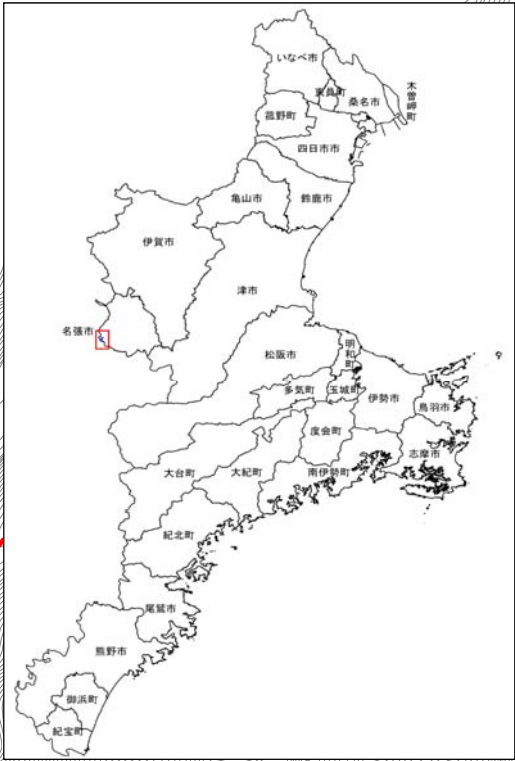 いなべ市
東員町
桑名市
木曽岬町
菰野町
四日市市
亀山市
鈴鹿市
伊賀市
津市
名張市
松阪市
明和町
多気町
玉城町
伊勢市
鳥羽市
度会町
志摩市
大台町
大紀町
南伊勢町
紀北町
尾鷲市
熊野市
御浜町
紀宝町